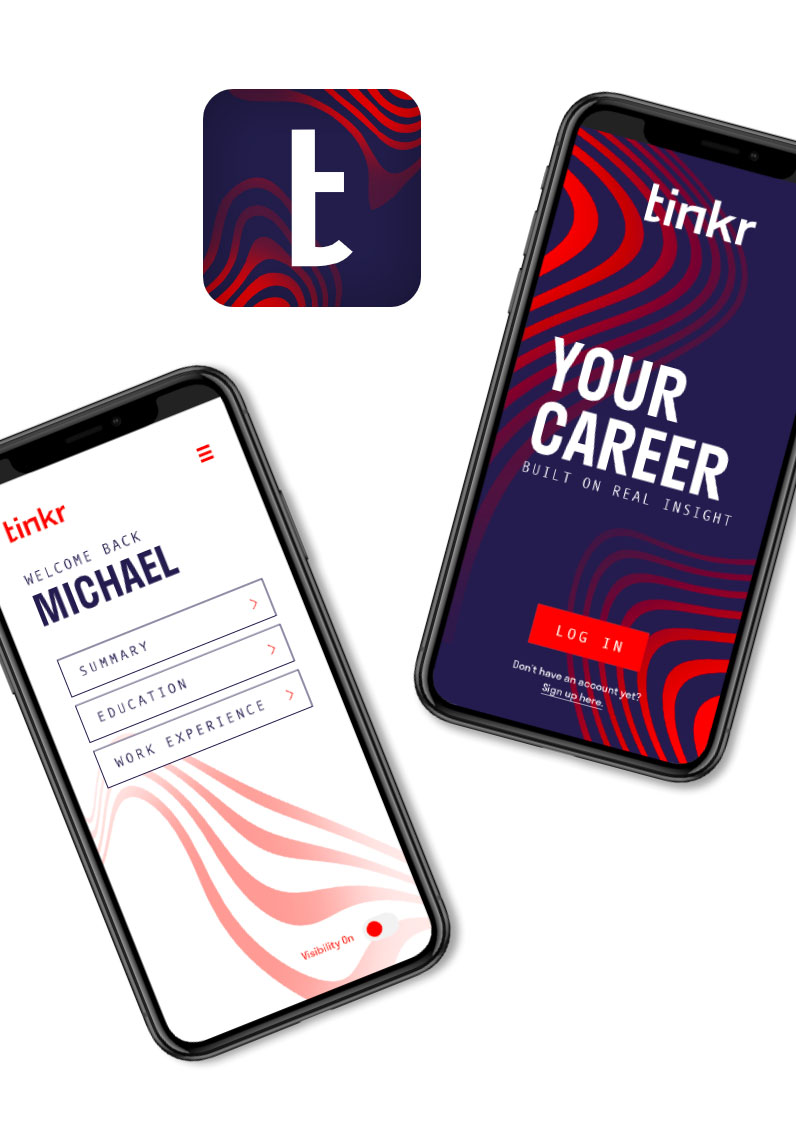 t
tinkr
YOUR
CAREER
BUILT ON REAL INSIGHT
LOG IN
Don't have an account yet?
Sign up here.
tinkr
WELCOME BACK
MICHAEL
SUMMARY
EDUCATION
WORK EXPERIENCE
Visibility On